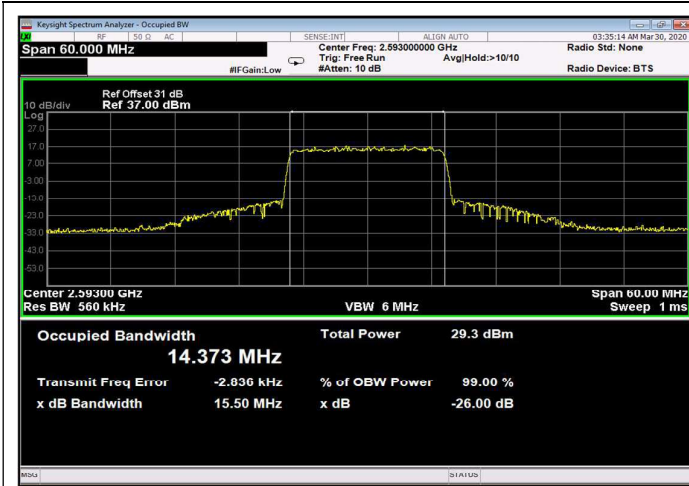 Keysight Spectrum Analyzer - Occupied BW
LXI RF 50 Ω AC SENSE:INT ALIGN AUTO 03:35:14 AM Mar 30, 2020
Span 60.000 MHz Center Freq: 2.593000000 GHz Radio Std: None
Trig: Free Run Avg|Hold:>10/10
#IFGain:Low #Atten: 10 dB Radio Device: BTS
Ref Offset 31 dB
10 dB/div Ref 37.00 dBm
Log
27.0
17.0
7.00
-3.00
-13.0
-23.0
-33.0
-43.0
-53.0
Center 2.59300 GHz Span 60.00 MHz
Res BW 560 kHz VBW 6 MHz Sweep 1 ms
Occupied Bandwidth Total Power 29.3 dBm
14.373 MHz
Transmit Freq Error -2.836 kHz % of OBW Power 99.00 %
x dB Bandwidth 15.50 MHz x dB -26.00 dB
MSG STATUS